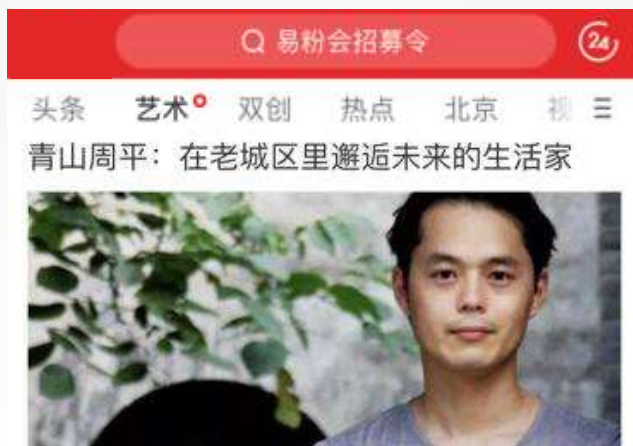 易粉会招募令
24
头条 艺术 双创 热点 北京 视
青山周平：在老城区里邂逅未来的生活家